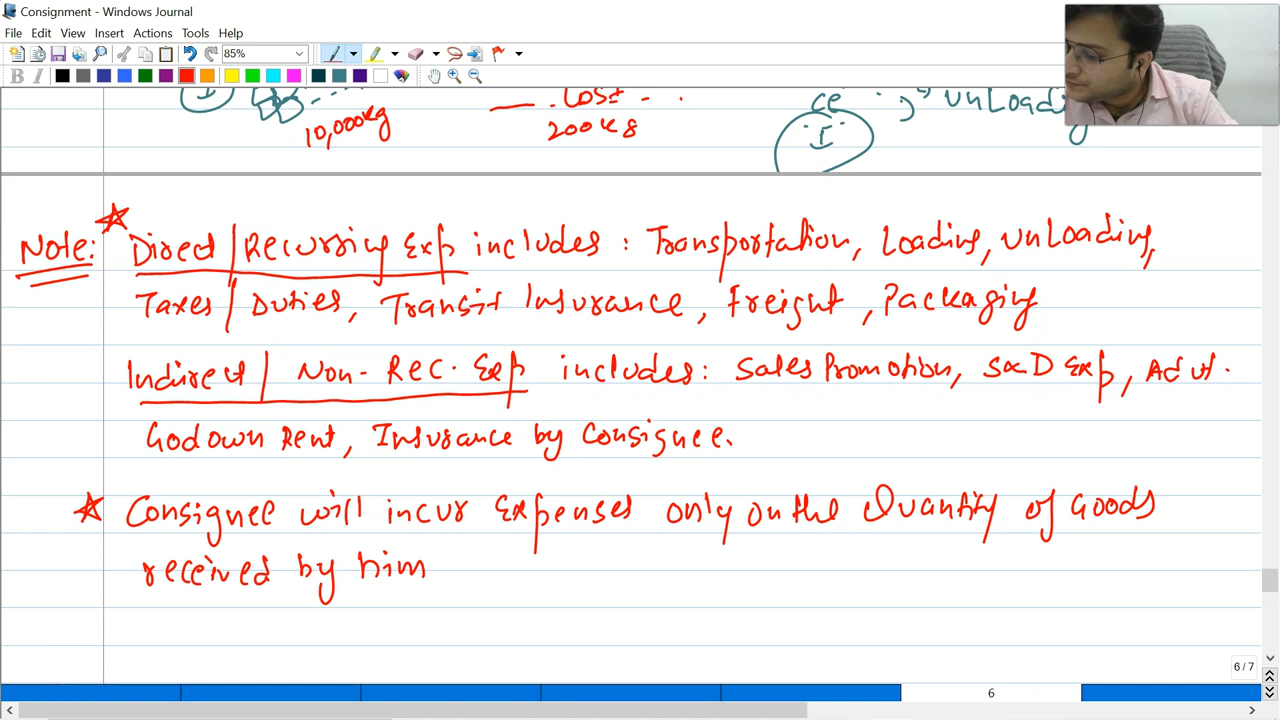 Consignment - Windows Journal
File Edit View Insert Actions Tools Help
85%
B I
10,000kg
Lost
200kg
ce
I
unloading
Note: Direct / Recurring Exp includes: Transportation, Loading, unLoading,
Taxes / Duties, Transit Insurance, Freight, Packaging
Indirect / Non-Rec. Exp includes: Sales Promotion, S&D Exp, Advt.
Godown Rent, Insurance by Consignee.
Consignee will incur Expenses only on the Quantity of Goods
received by him
6 / 7
6